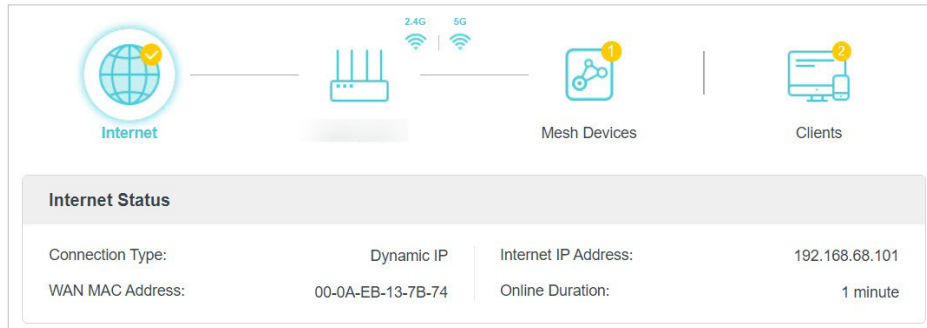 2.4G 5G
1
2
Internet
Mesh Devices
Clients
Internet Status
Connection Type: Dynamic IP
Internet IP Address: 192.168.68.101
WAN MAC Address: 00-0A-EB-13-7B-74
Online Duration: 1 minute